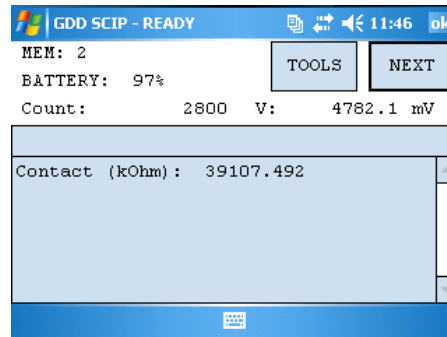 GDD SCIP - READY 11:46 ok
MEM: 2
BATTERY: 97%
TOOLS NEXT
Count: 2800 V: 4782.1 mV
Contact (kOhm): 39107.492